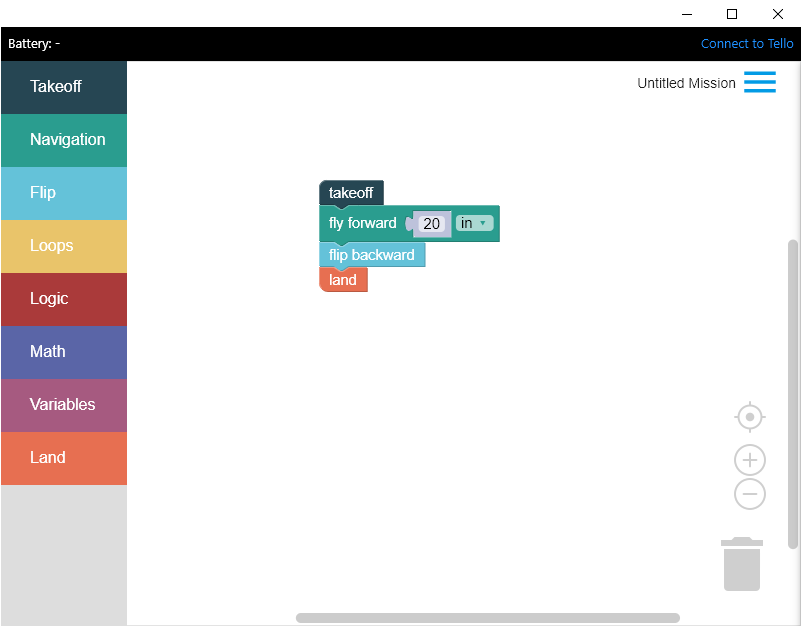 Battery: -
Connect to Tello
Takeoff
Navigation
Flip
Loops
Logic
Math
Variables
Land
Untitled Mission
takeoff
fly forward 20 in
flip backward
land